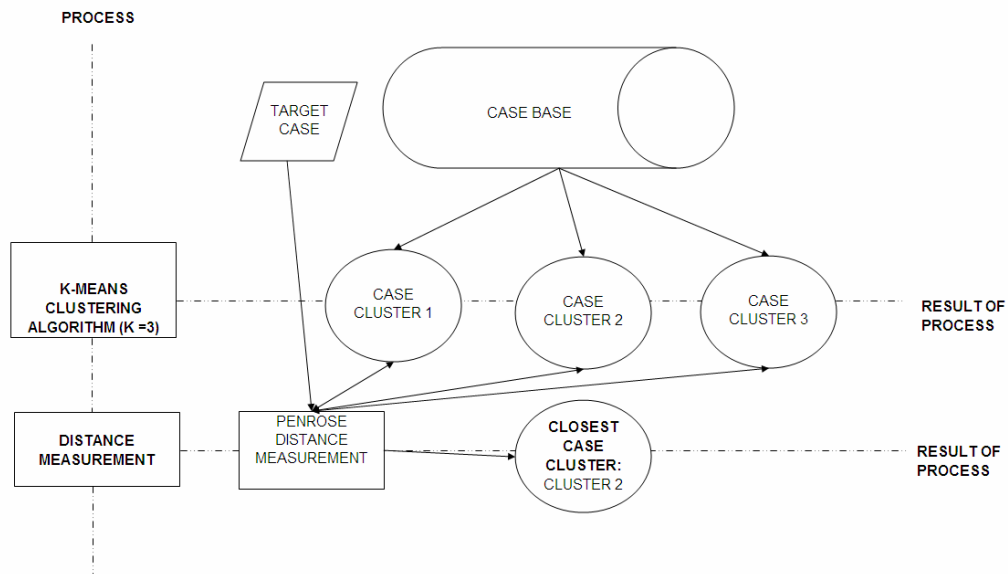 PROCESS
TARGET
CASE
CASE BASE
K-MEANS
CLUSTERING
ALGORITHM (K =3)
CASE
CLUSTER 1
CASE
CLUSTER 2
CASE
CLUSTER 3
RESULT OF
PROCESS
DISTANCE
MEASUREMENT
PENROSE
DISTANCE
MEASUREMENT
CLOSEST
CASE
CLUSTER:
CLUSTER 2
RESULT OF
PROCESS